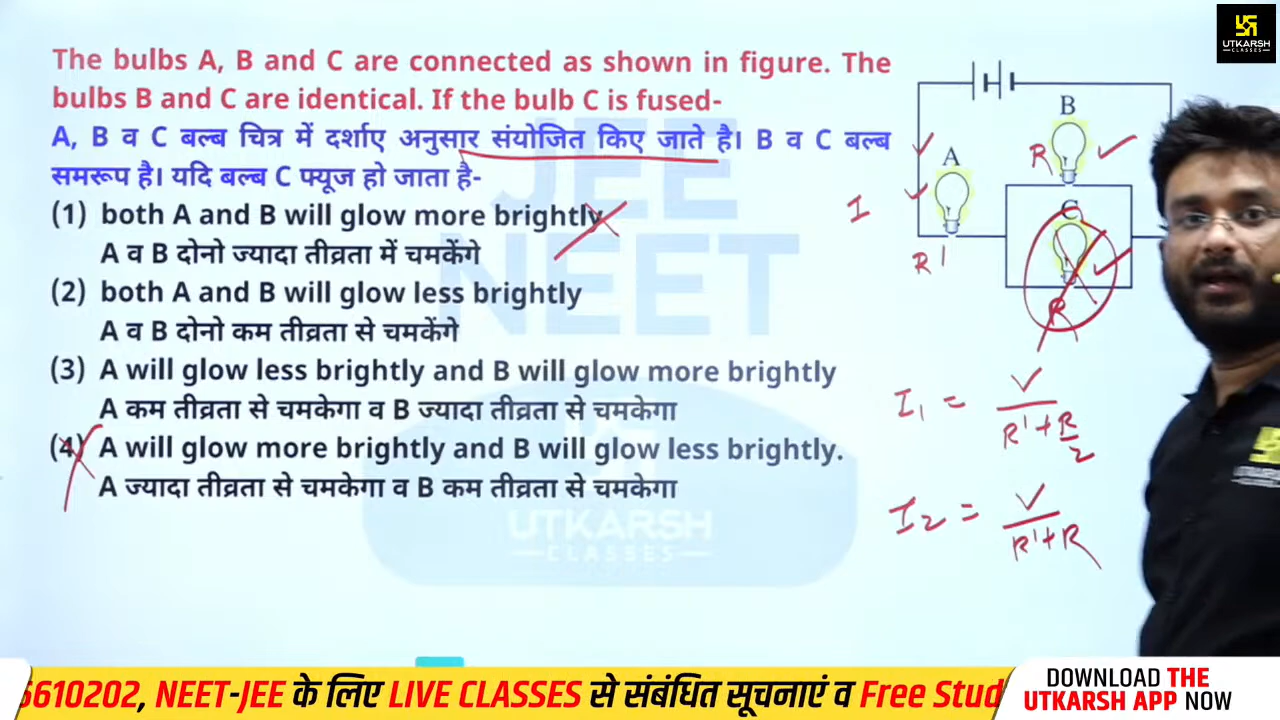 The bulbs A, B and C are connected as shown in figure. The
bulbs B and C are identical. If the bulb C is fused-
A, B व C बल्ब चित्र में दर्शाए अनुसार संयोजित किए जाते है। B व C बल्ब
समरूप है। यदि बल्ब C फ्यूज हो जाता है-
(1) both A and B will glow more brightly
A व B दोनो ज्यादा तीव्रता में चमकेंगे
(2) both A and B will glow less brightly
A व B दोनो कम तीव्रता से चमकेंगे
(3) A will glow less brightly and B will glow more brightly
A कम तीव्रता से चमकेगा व B ज्यादा तीव्रता से चमकेगा
(4) A will glow more brightly and B will glow less brightly.
A ज्यादा तीव्रता से चमकेगा व B कम तीव्रता से चमकेगा
JEE
NEET
UTKARSH
CLASSES
UTKARSH
CLASSES
B
R
A
I
C
R'
R
I₁ = V / R' + R/2
I₂ = V / R' + R
6610202, NEET-JEE के लिए LIVE CLASSES से संबंधित सूचनाएं व Free Stud
DOWNLOAD THE
UTKARSH APP NOW